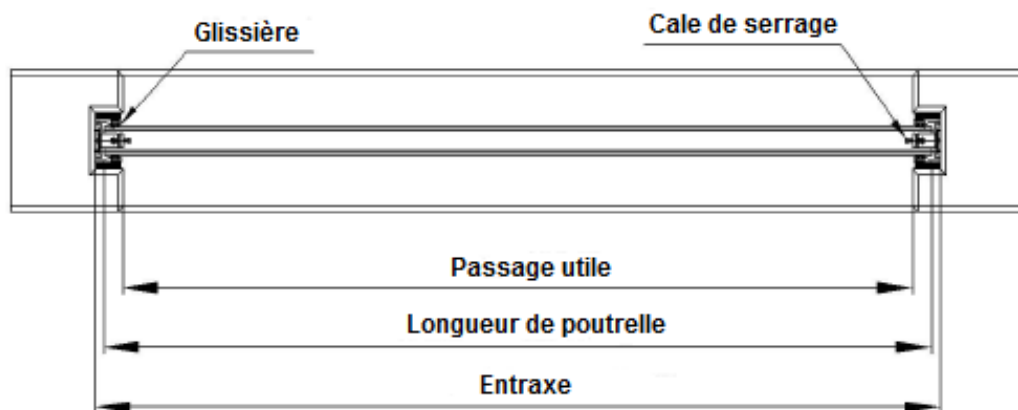 Glissière
Cale de serrage
Passage utile
Longueur de poutrelle
Entraxe